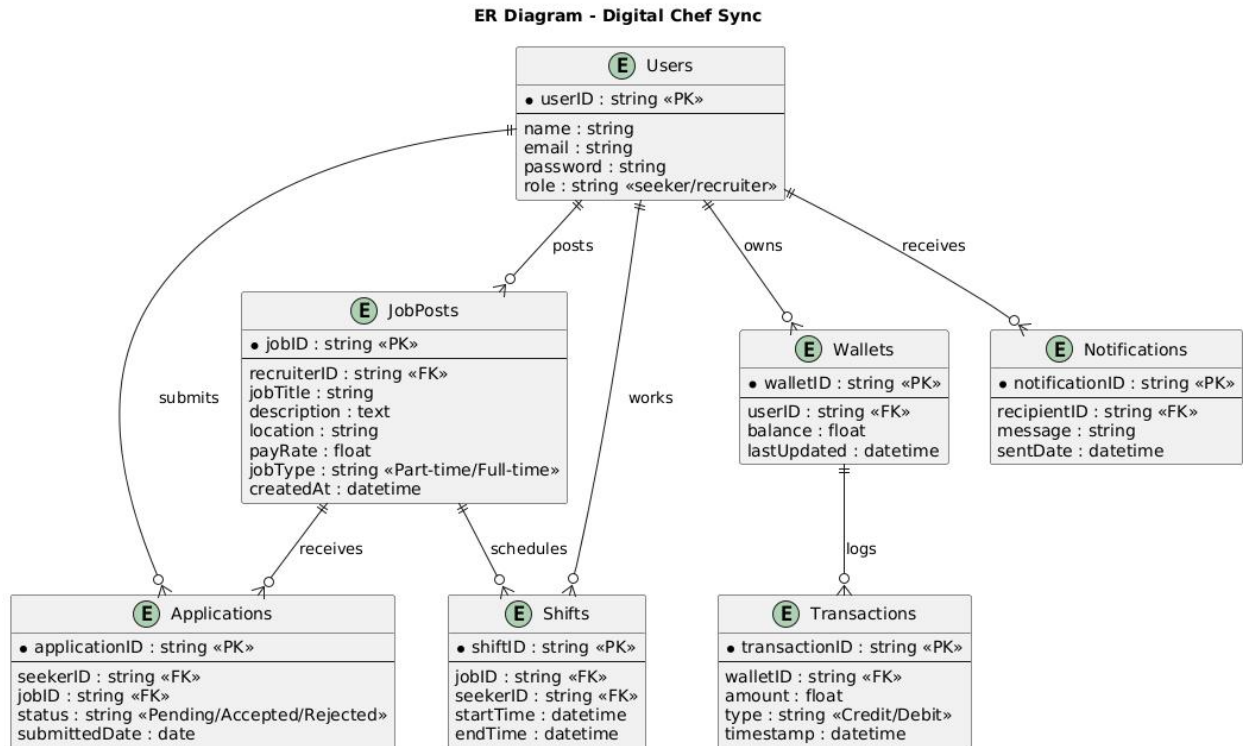 ER Diagram - Digital Chef Sync
E Users
userID : string «PK»
name : string
email : string
password : string
role : string «seeker/recruiter»
posts
owns
receives
E JobPosts
jobID : string «PK»
recruiterID : string «FK»
jobTitle : string
description : text
location : string
payRate : float
jobType : string «Part-time/Full-time»
createdAt : datetime
E Wallets
walletID : string «PK»
userID : string «FK»
balance : float
lastUpdated : datetime
E Notifications
notificationID : string «PK»
recipientID : string «FK»
message : string
sentDate : datetime
submits
works
receives
schedules
logs
E Applications
applicationID : string «PK»
seekerID : string «FK»
jobID : string «FK»
status : string «Pending/Accepted/Rejected»
submittedDate : date
E Shifts
shiftID : string «PK»
jobID : string «FK»
seekerID : string «FK»
startTime : datetime
endTime : datetime
E Transactions
transactionID : string «PK»
walletID : string «FK»
amount : float
type : string «Credit/Debit»
timestamp : datetime